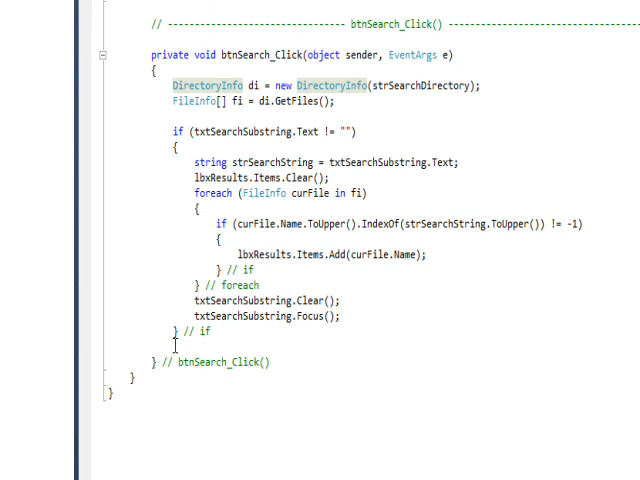 // ------------------------------- btnSearch_Click() -----------------------------------
private void btnSearch_Click(object sender, EventArgs e)
{
DirectoryInfo di = new DirectoryInfo(strSearchDirectory);
FileInfo[] fi = di.GetFiles();
if (txtSearchSubstring.Text != "")
{
string strSearchString = txtSearchSubstring.Text;
lbxResults.Items.Clear();
foreach (FileInfo curFile in fi)
{
if (curFile.Name.ToUpper().IndexOf(strSearchString.ToUpper()) != -1)
{
lbxResults.Items.Add(curFile.Name);
} // if
} // foreach
txtSearchSubstring.Clear();
txtSearchSubstring.Focus();
} // if
} // btnSearch_Click()
}
}